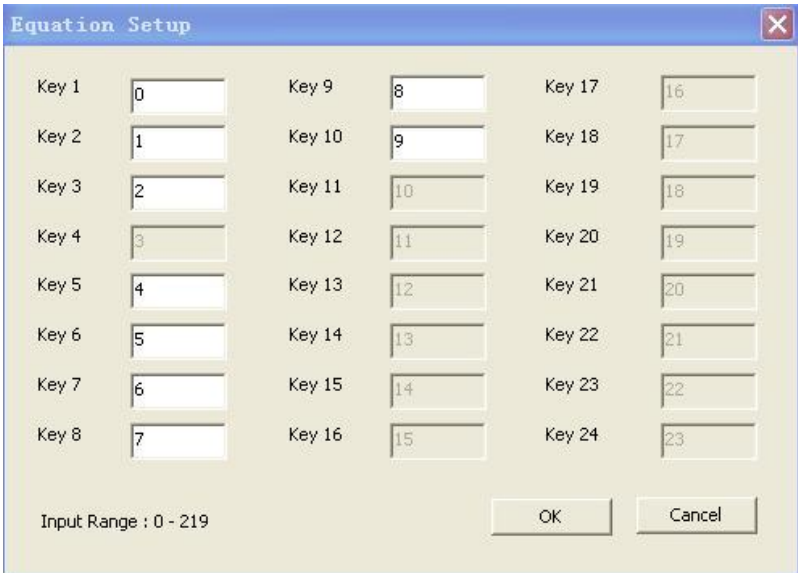 Equation Setup
Key 1 0 Key 9 8 Key 17 16
Key 2 1 Key 10 9 Key 18 17
Key 3 2 Key 11 10 Key 19 18
Key 4 3 Key 12 11 Key 20 19
Key 5 4 Key 13 12 Key 21 20
Key 6 5 Key 14 13 Key 22 21
Key 7 6 Key 15 14 Key 23 22
Key 8 7 Key 16 15 Key 24 23
Input Range : 0 - 219 OK Cancel